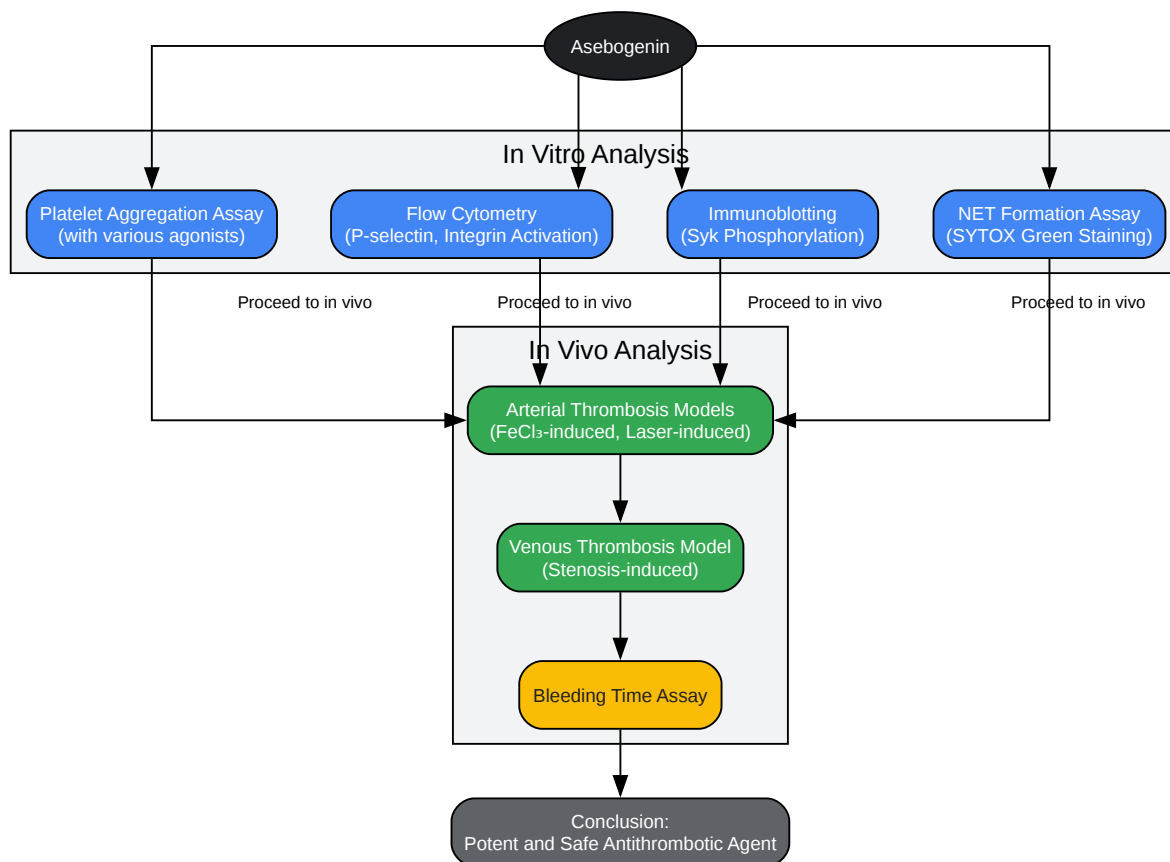 Asebogenin
In Vitro Analysis
Platelet Aggregation Assay
(with various agonists)
Flow Cytometry
(P-selectin, Integrin Activation)
Immunoblotting
(Syk Phosphorylation)
NET Formation Assay
(SYTOX Green Staining)
Proceed to in vivo
Proceed to in vivo
Proceed to in vivo
Proceed to in vivo
In Vivo Analysis
Arterial Thrombosis Models
(FeCl₃-induced, Laser-induced)
Venous Thrombosis Model
(Stenosis-induced)
Bleeding Time Assay
Conclusion:
Potent and Safe Antithrombotic Agent